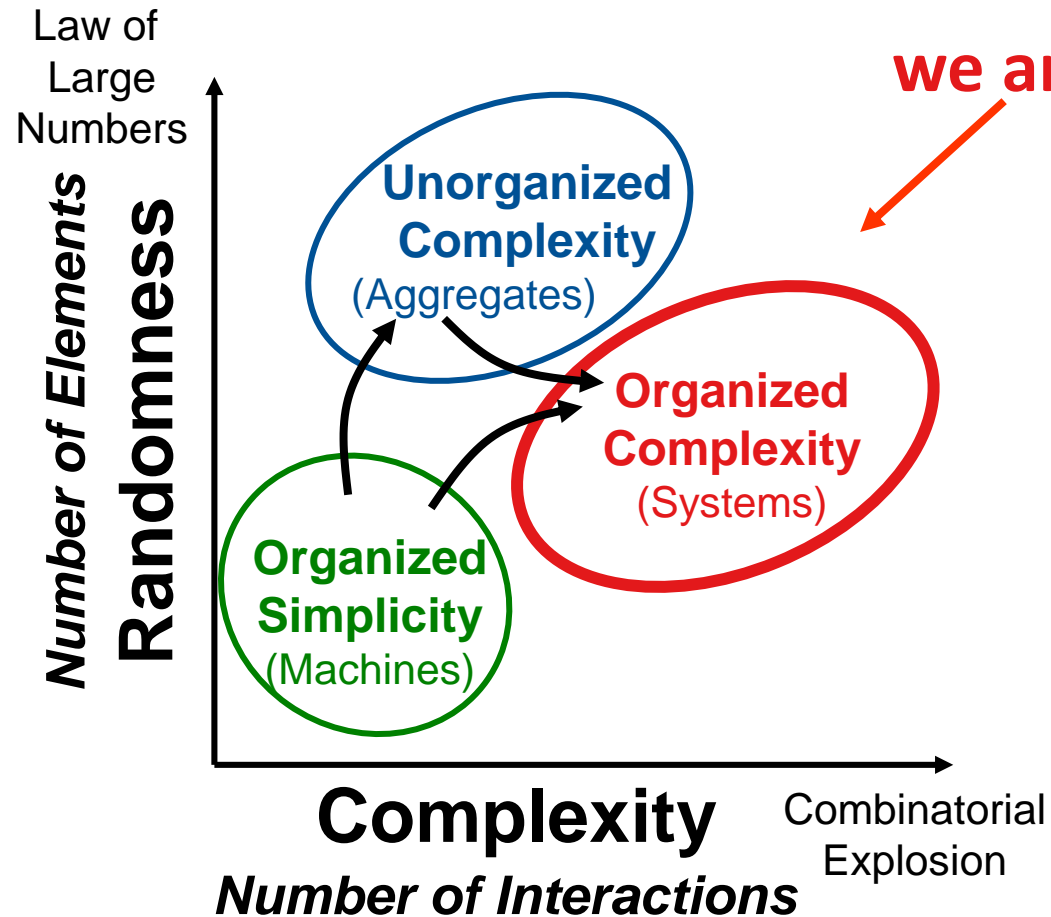 Law of
Large
Numbers
we
Number of Elements
Randomness
Unorganized
Complexity
(Aggregates)
Organized
Complexity
(Systems)
Organized
Simplicity
(Machines)
Complexity
Number of Interactions
Combinatorial
Explosion